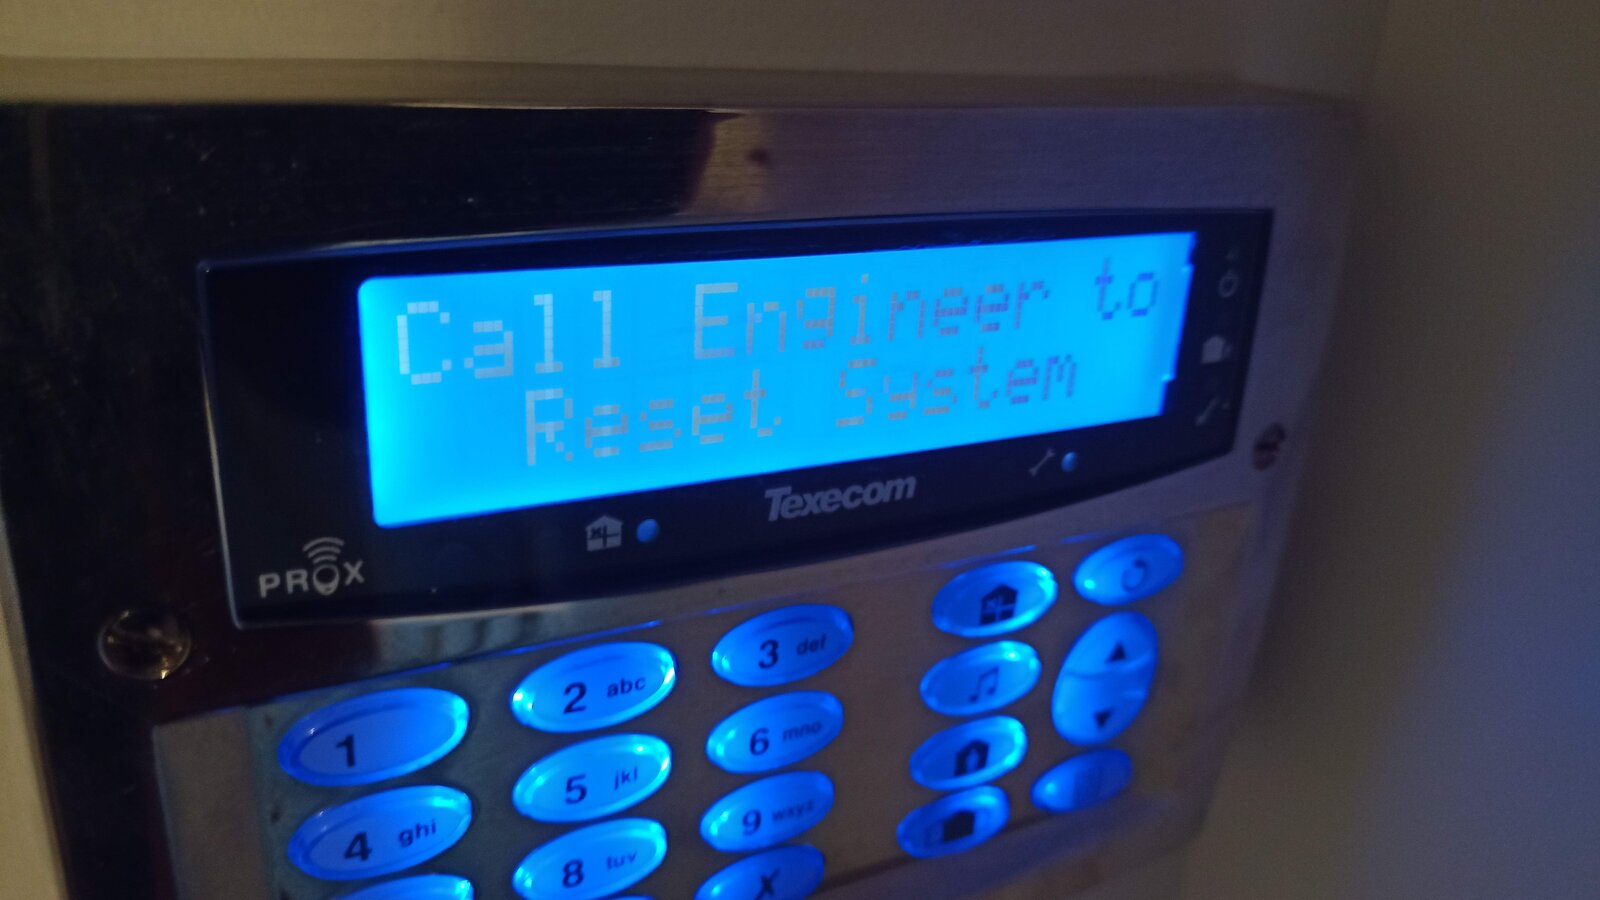 Call Engineer to
Reset System
Texecom
PROX
1
2 abc
3 def
4 ghi
5 jkl
6 mno
8 tuv
9 wxyz
X